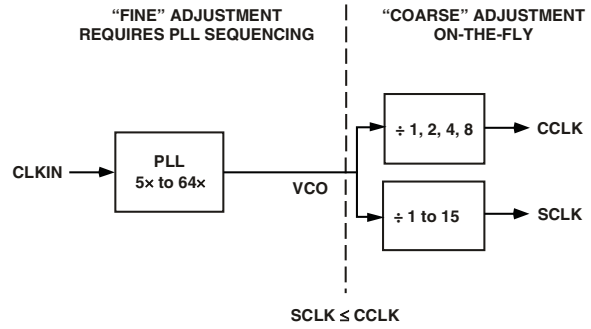 “FINE” ADJUSTMENT
REQUIRES PLL SEQUENCING
“COARSE” ADJUSTMENT
ON-THE-FLY
CLKIN
PLL
5× to 64×
VCO
÷ 1, 2, 4, 8
CCLK
÷ 1 to 15
SCLK
SCLK ≤ CCLK